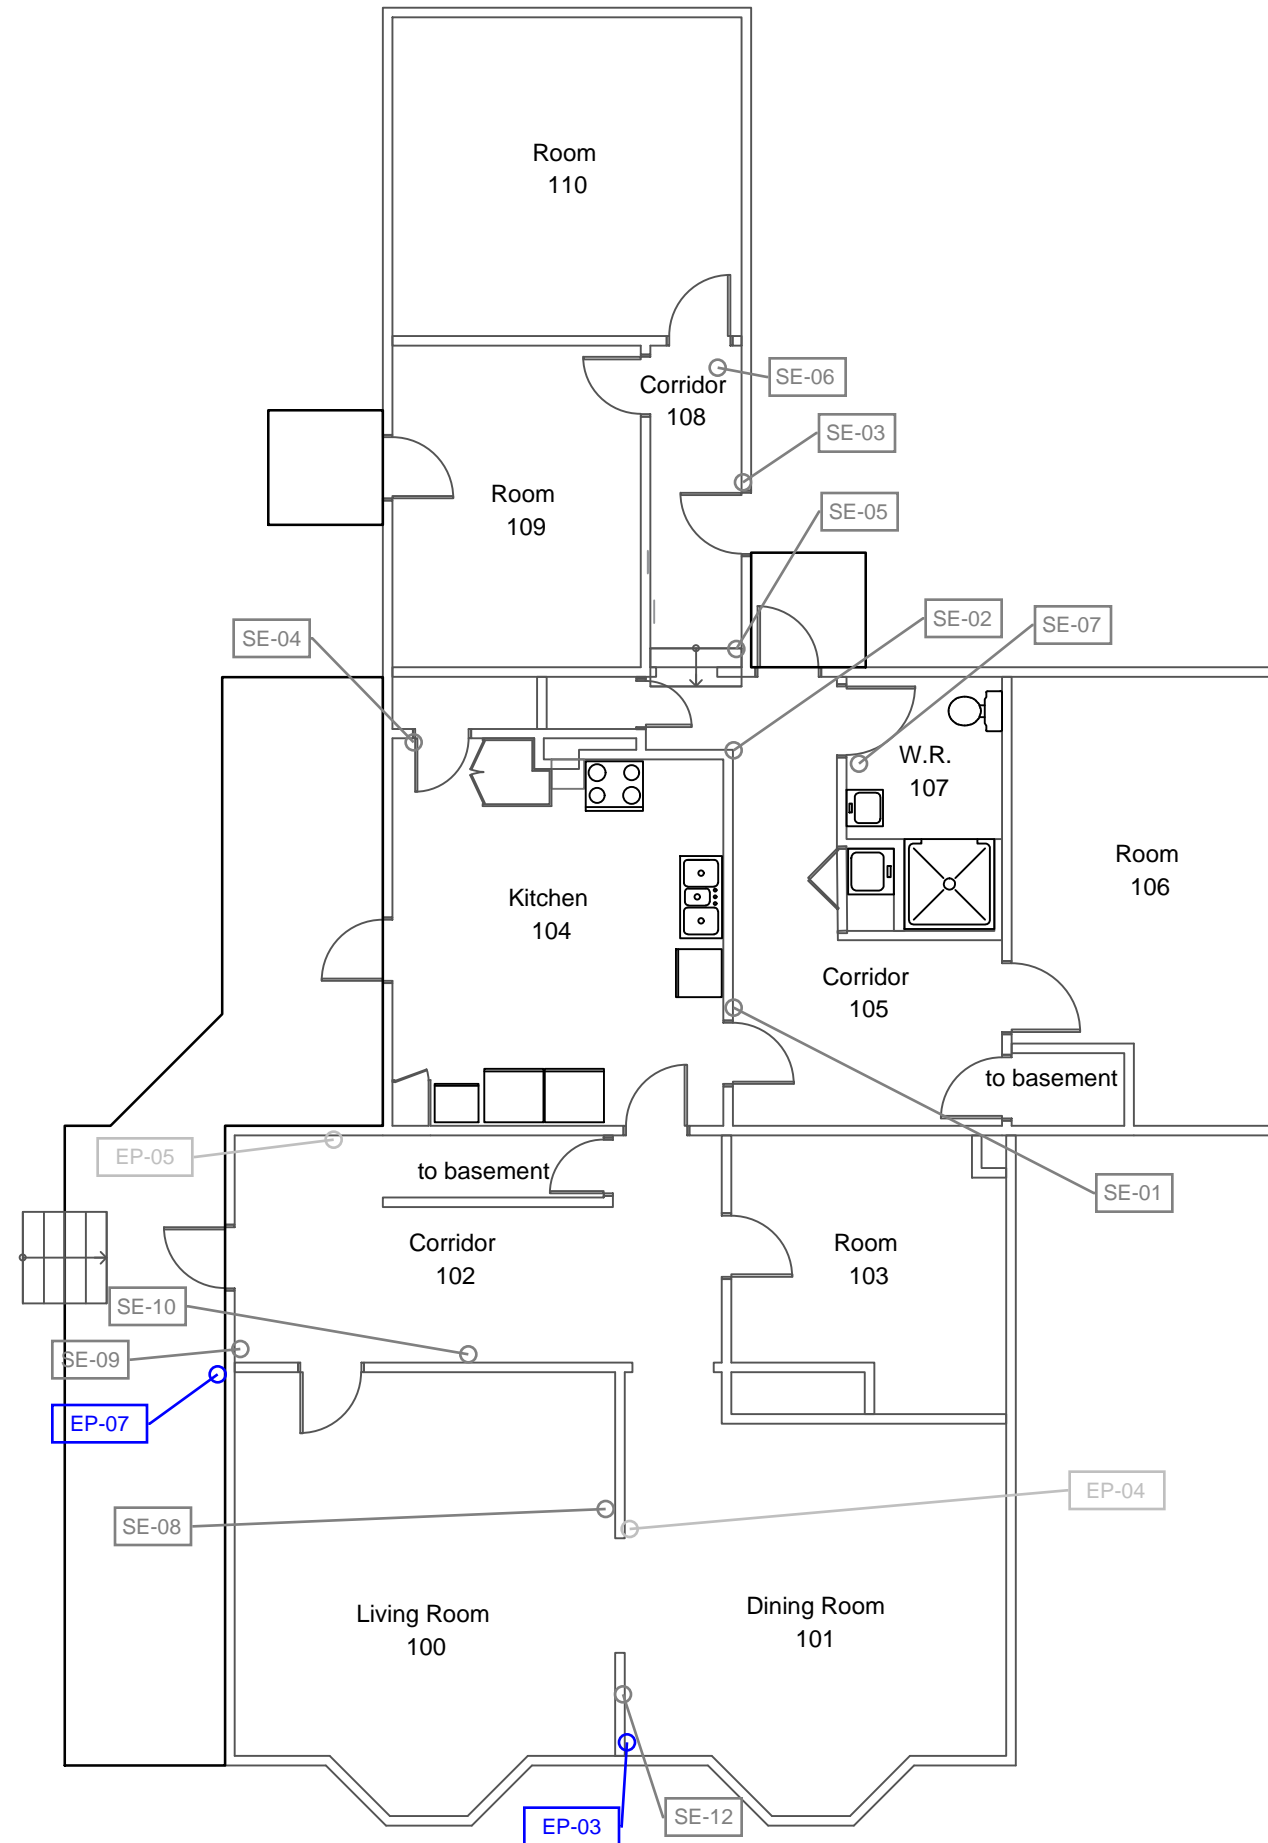 Room
110
Corridor
108
SE-06
SE-03
Room
109
SE-05
SE-04
SE-02
SE-07
W.R.
107
Room
106
Kitchen
104
Corridor
105
to basement
EP-05
to basement
SE-01
Corridor
102
Room
103
SE-10
SE-09
EP-07
EP-04
SE-08
Living Room
100
Dining Room
101
EP-03
SE-12